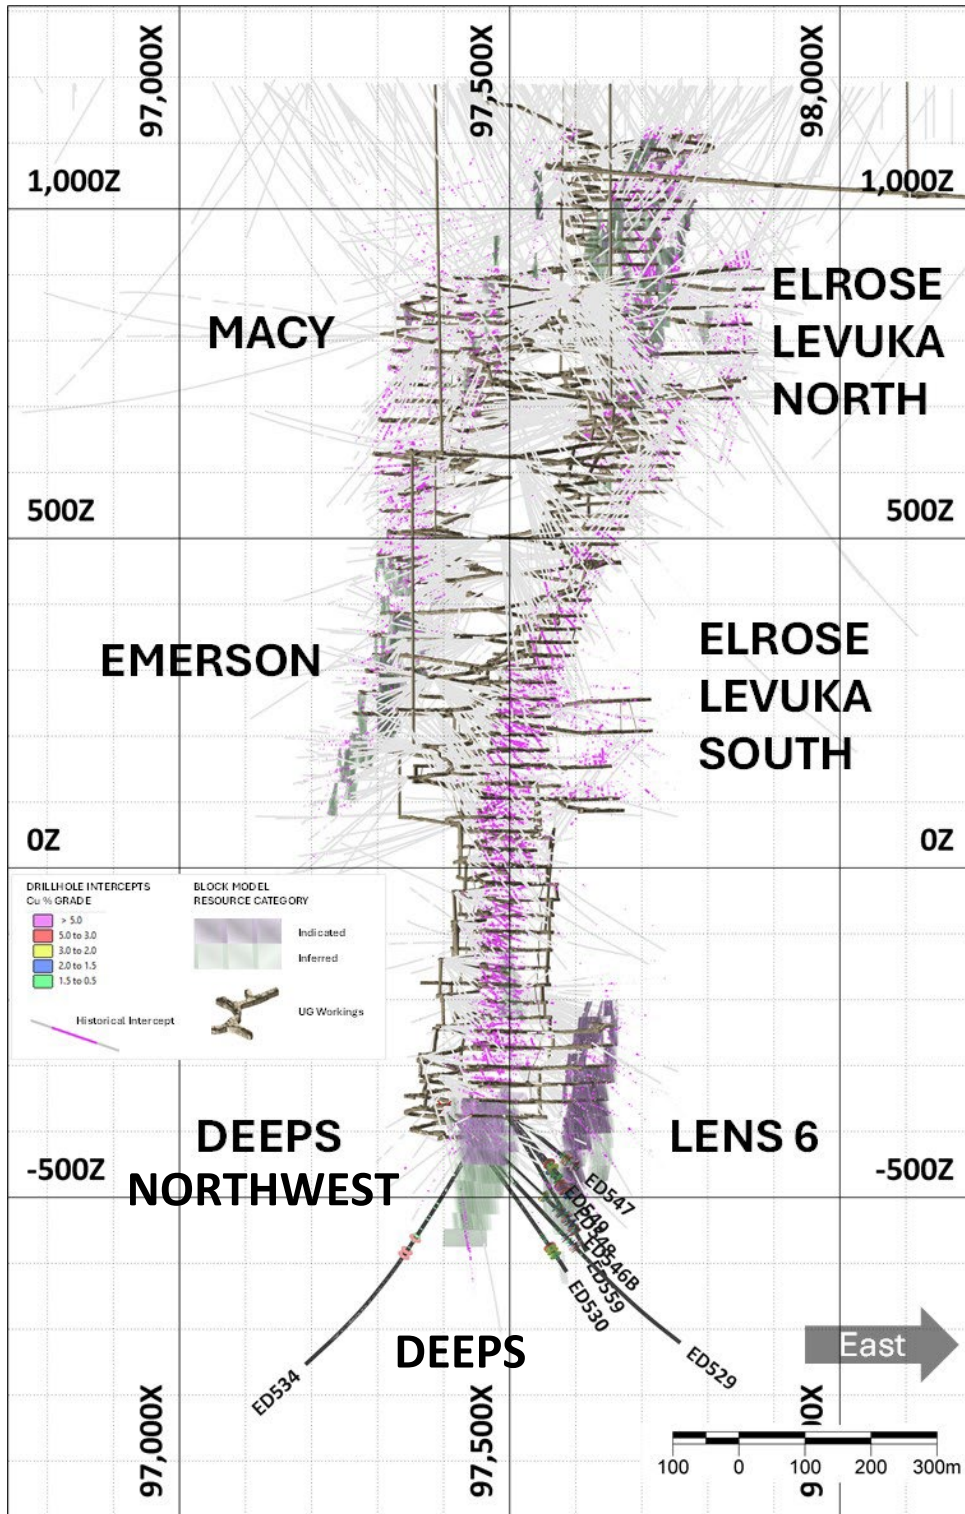 97,000X
97,500X
98,000X
1,000Z
1,000Z
MACY
ELROSE
LEVUKA
NORTH
500Z
500Z
EMERSON
ELROSE
LEVUKA
SOUTH
0Z
0Z
DRILLHOLE INTERCEPTS
Cu % GRADE
> 5.0
5.0 to 3.0
3.0 to 2.0
2.0 to 1.5
1.5 to 0.5
Historical Intercept
BLOCK MODEL
RESOURCE CATEGORY
Indicated
Inferred
UG Workings
DEEPS
NORTHWEST
LENS 6
-500Z
-500Z
ED547
ED549
ED548
ED546B
ED559
ED530
ED529
ED534
DEEPS
East
97,000X
97,500X
100 0 100 200 300m